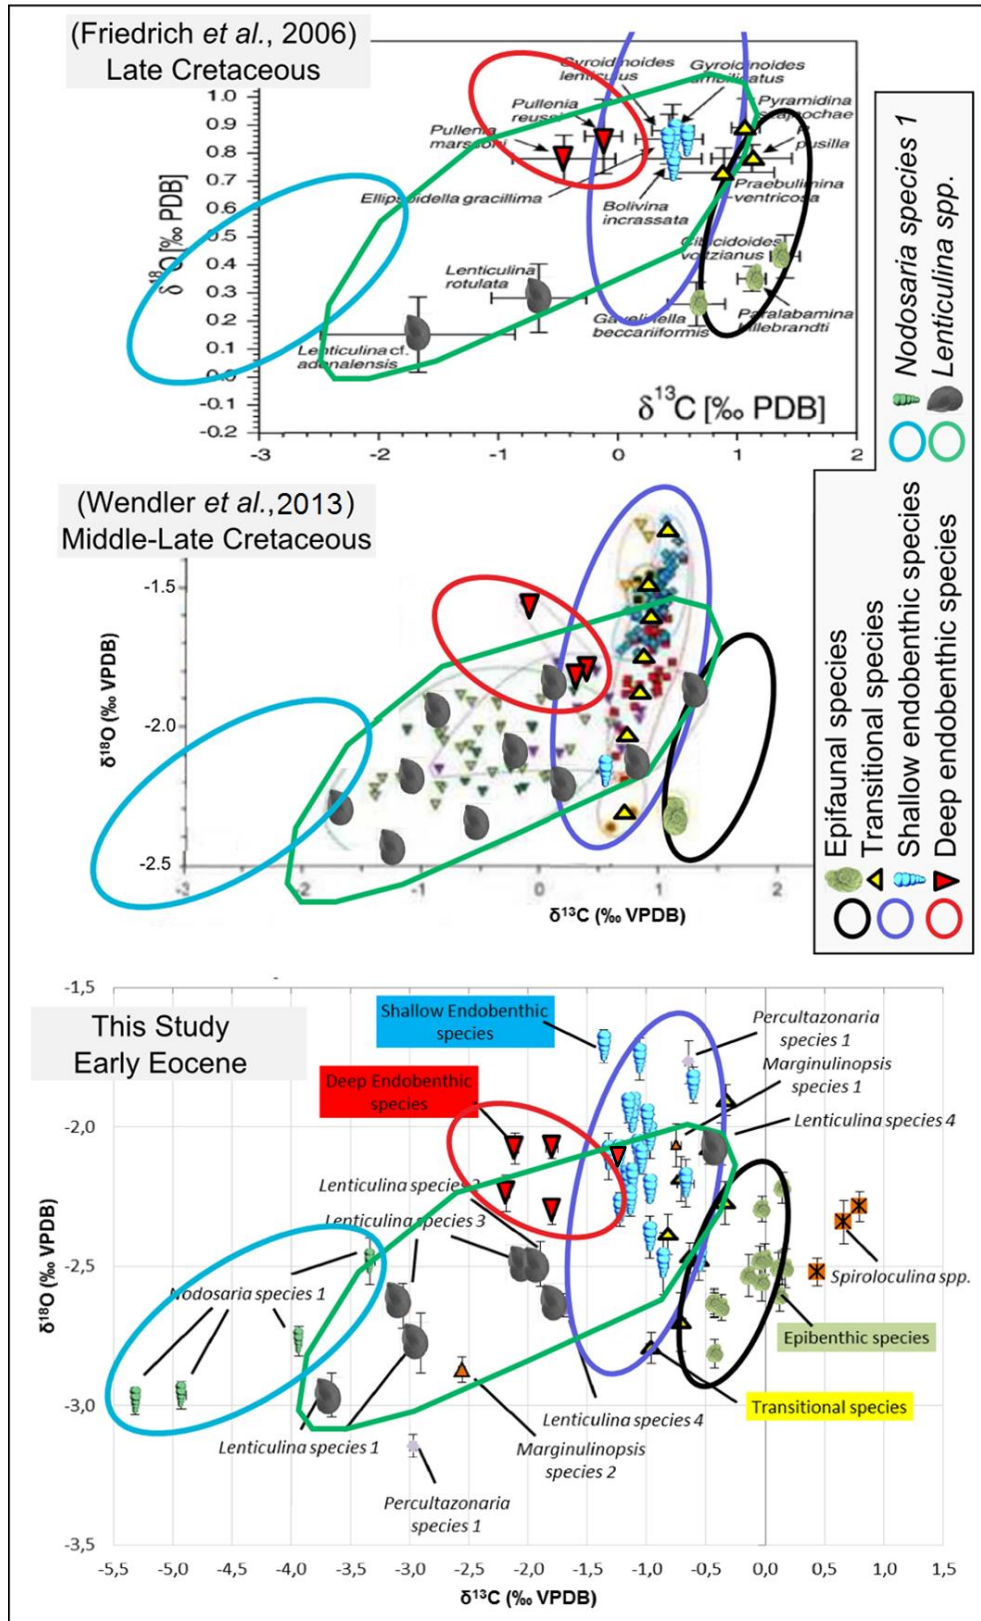 (Friedrich et al., 2006)
Late Cretaceous
1.0
0.9
0.8
0.7
0.6
0.5
0.4
0.3
0.2
0.1
0.0
-0.1
-0.2
δ18O [‰ PDB]
Gyroidinoides
lenticulus
Gyroidinoides
umbilicatus
Pullenia
reussi
Pyramidina
szajnochae
Pullenia
marssoni
pusilla
Ellipsoidella gracillima
Bolivina
incrassata
Praebulimina
ventricosa
Cibicidoides
voltzianus
Lenticulina
rotulata
Gavelinella
beccariiformis
Paralabamina
hillebrandti
Lenticulina cf.
adenalensis
δ13C [‰ PDB]
-3
-2
-1
0
1
2
(Wendler et al.,2013)
Middle-Late Cretaceous
-1.5
-2.0
-2.5
δ18O (‰ VPDB)
-3
-2
-1
0
1
2
δ13C (‰ VPDB)
Nodosaria species 1
Lenticulina spp.
Epifaunal species
Transitional species
Shallow endobenthic species
Deep endobenthic species
This Study
Early Eocene
-1,5
-2,0
-2,5
-3,0
-3,5
δ18O (‰ VPDB)
Shallow Endobenthic
species
Percultazonaria
species 1
Marginulinopsis
species 1
Deep Endobenthic
species
Lenticulina species 4
Lenticulina species
Lenticulina species 3
Nodosaria species 1
Spiroloculina spp.
Epibenthic species
Transitional species
Lenticulina species 4
Lenticulina species 1
Marginulinopsis
species 2
Percultazonaria
species 1
-5,5
-5,0
-4,5
-4,0
-3,5
-3,0
-2,5
-2,0
-1,5
-1,0
-0,5
0,0
0,5
1,0
1,5
δ13C (‰ VPDB)